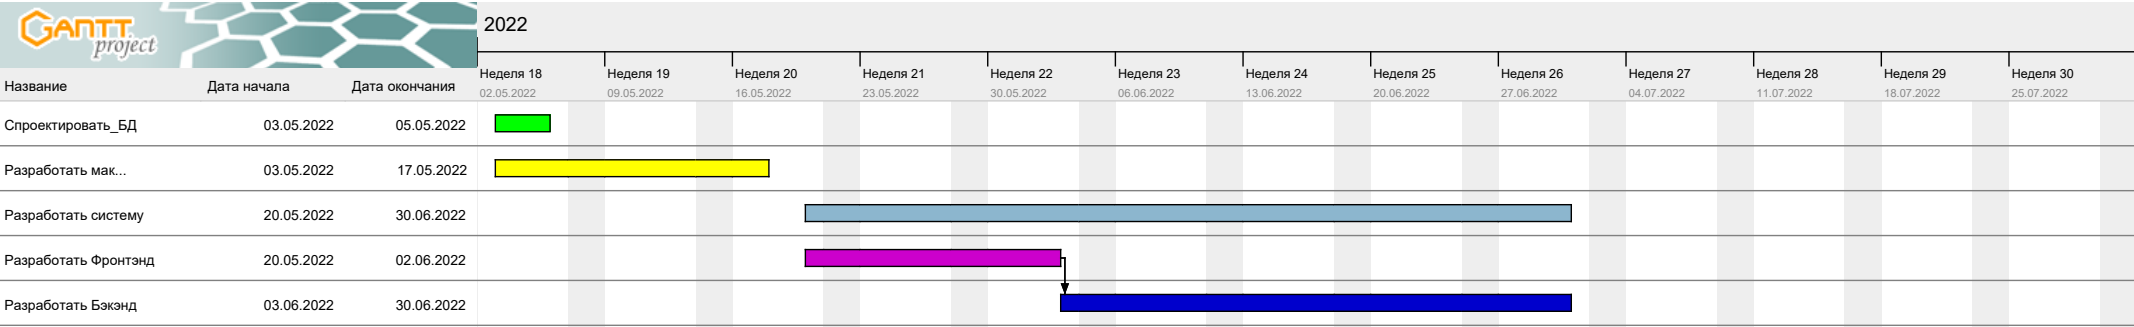 GANTT
project
2022
Неделя 18 Неделя 19 Неделя 20 Неделя 21 Неделя 22 Неделя 23 Неделя 24 Неделя 25 Неделя 26 Неделя 27 Неделя 28 Неделя 29 Неделя 30
Название Дата начала Дата окончания
02.05.2022 09.05.2022 16.05.2022 23.05.2022 30.05.2022 06.06.2022 13.06.2022 20.06.2022 27.06.2022 04.07.2022 11.07.2022 18.07.2022 25.07.2022
Спроектировать_БД 03.05.2022 05.05.2022
Разработать мак... 03.05.2022 17.05.2022
Разработать систему 20.05.2022 30.06.2022
Разработать Фронтэнд 20.05.2022 02.06.2022
Разработать Бэкэнд 03.06.2022 30.06.2022